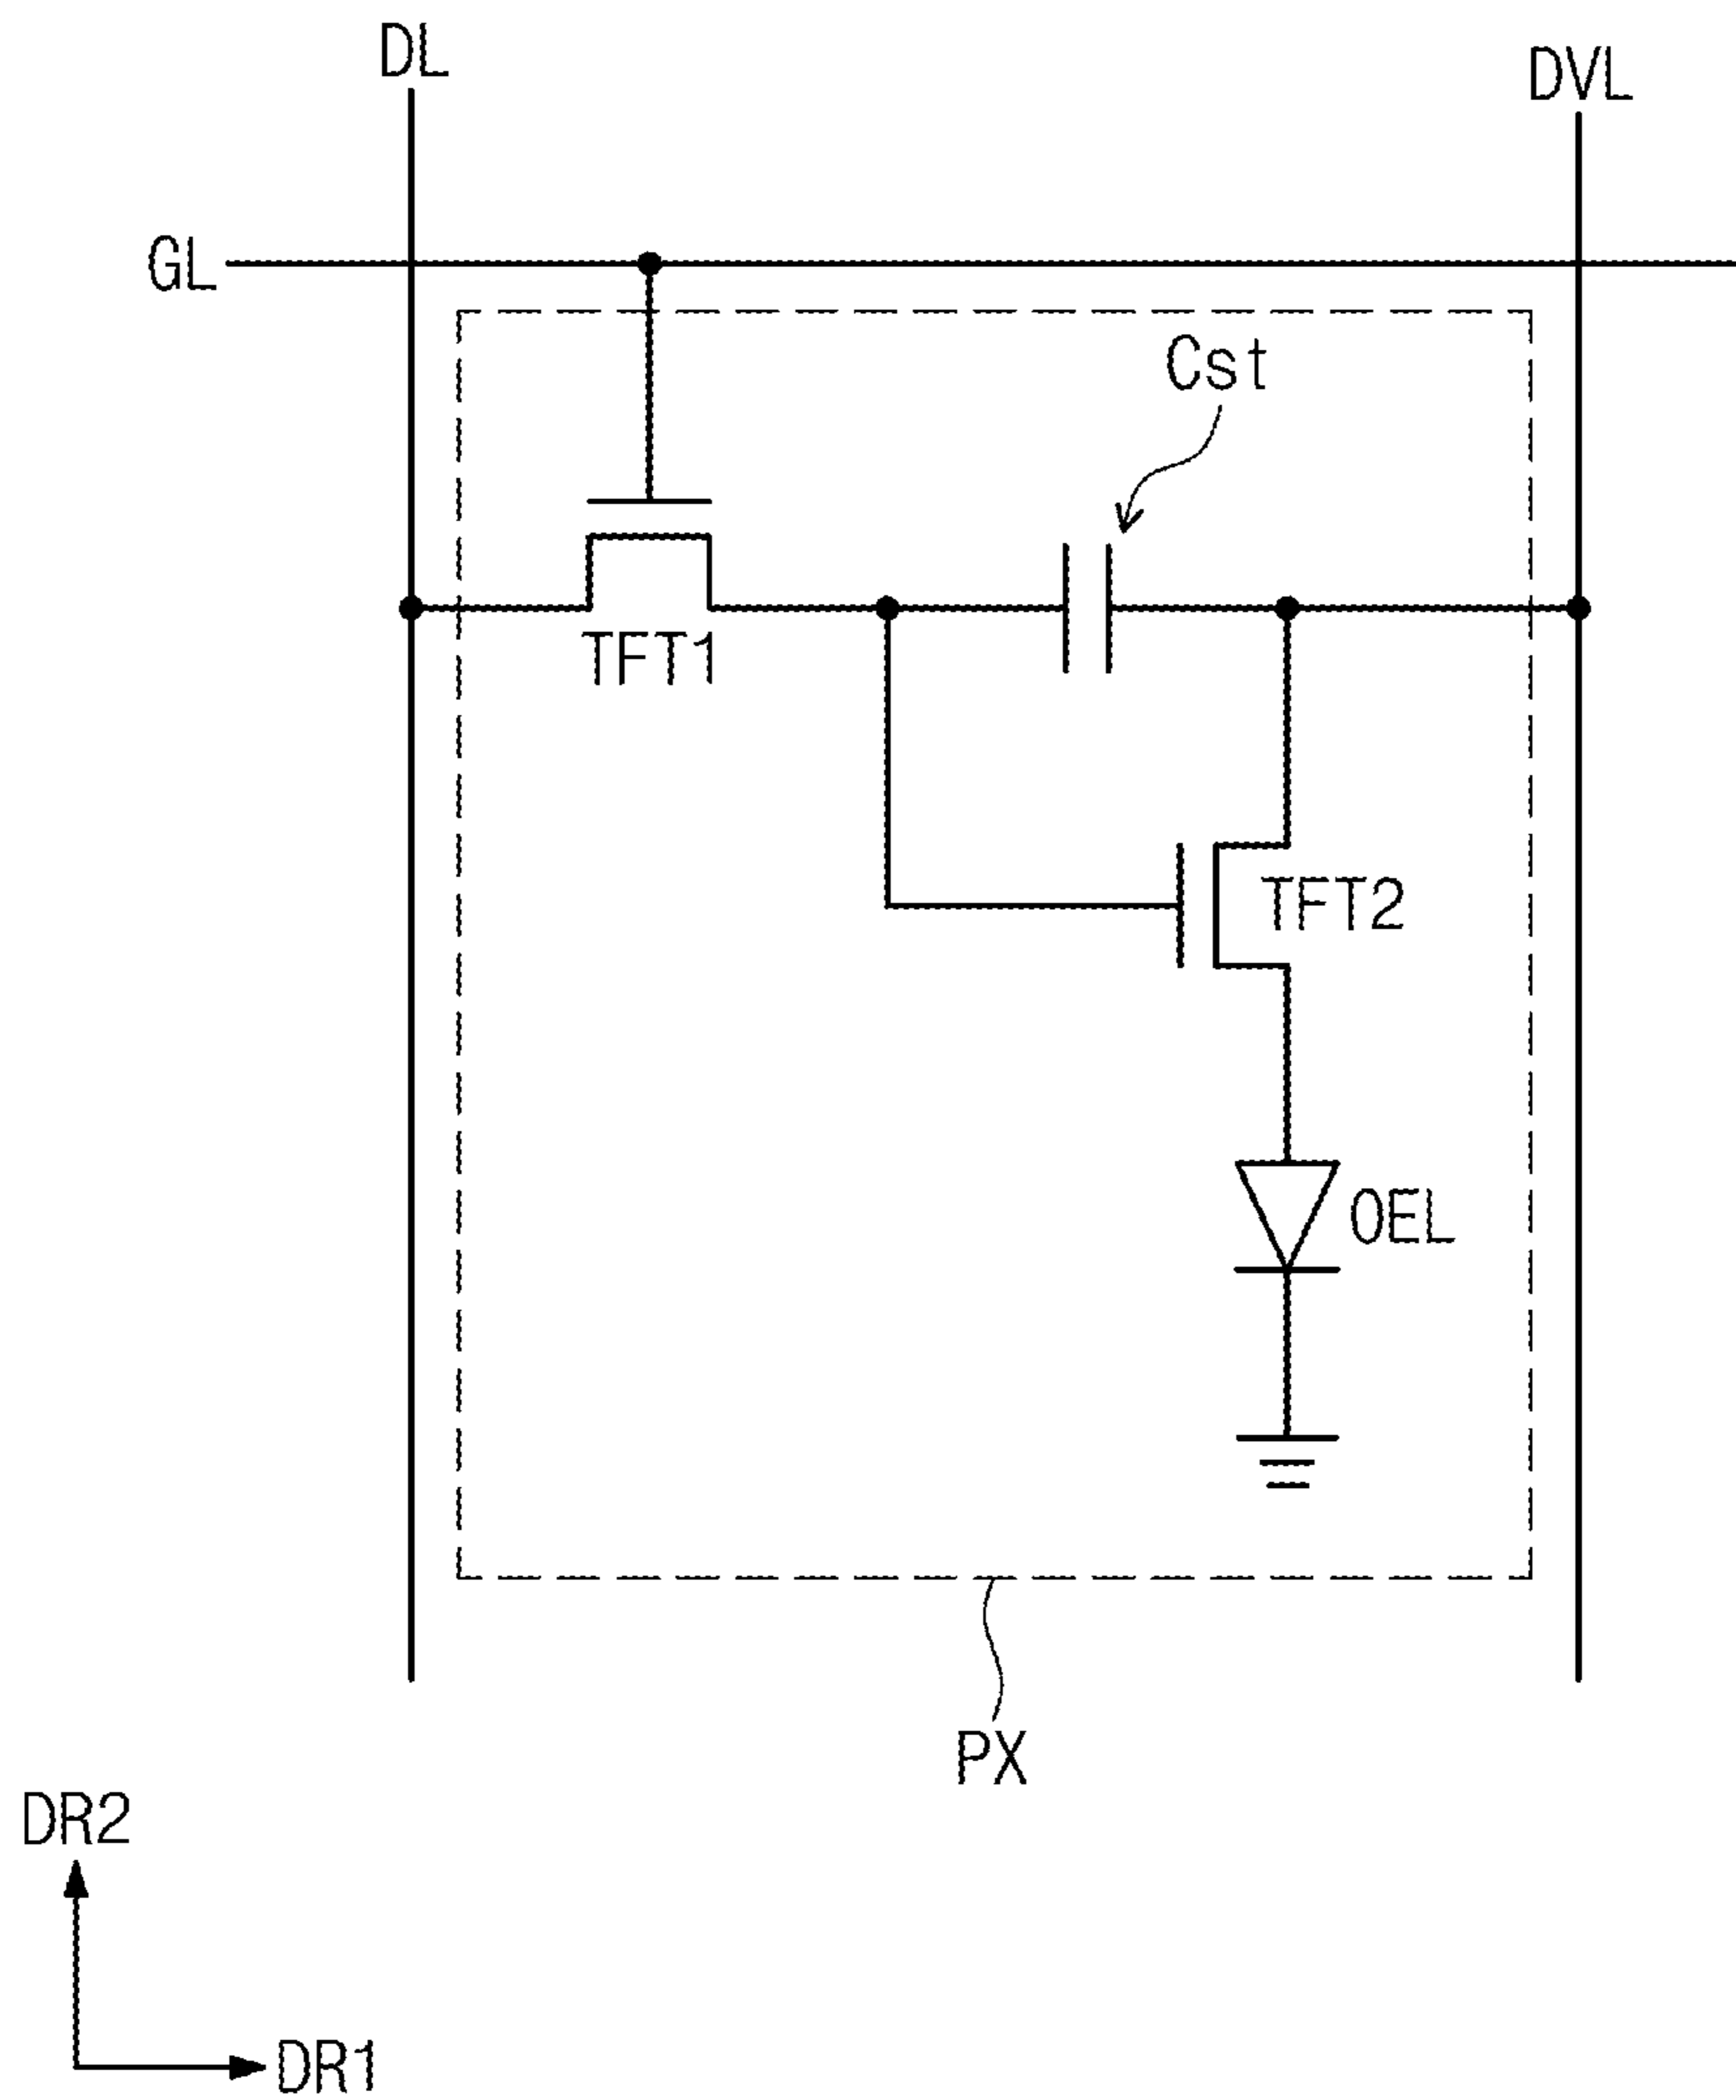 DL
DVL
GL
Cst
TFT1
TFT2
OEL
PX
DR2
DR1